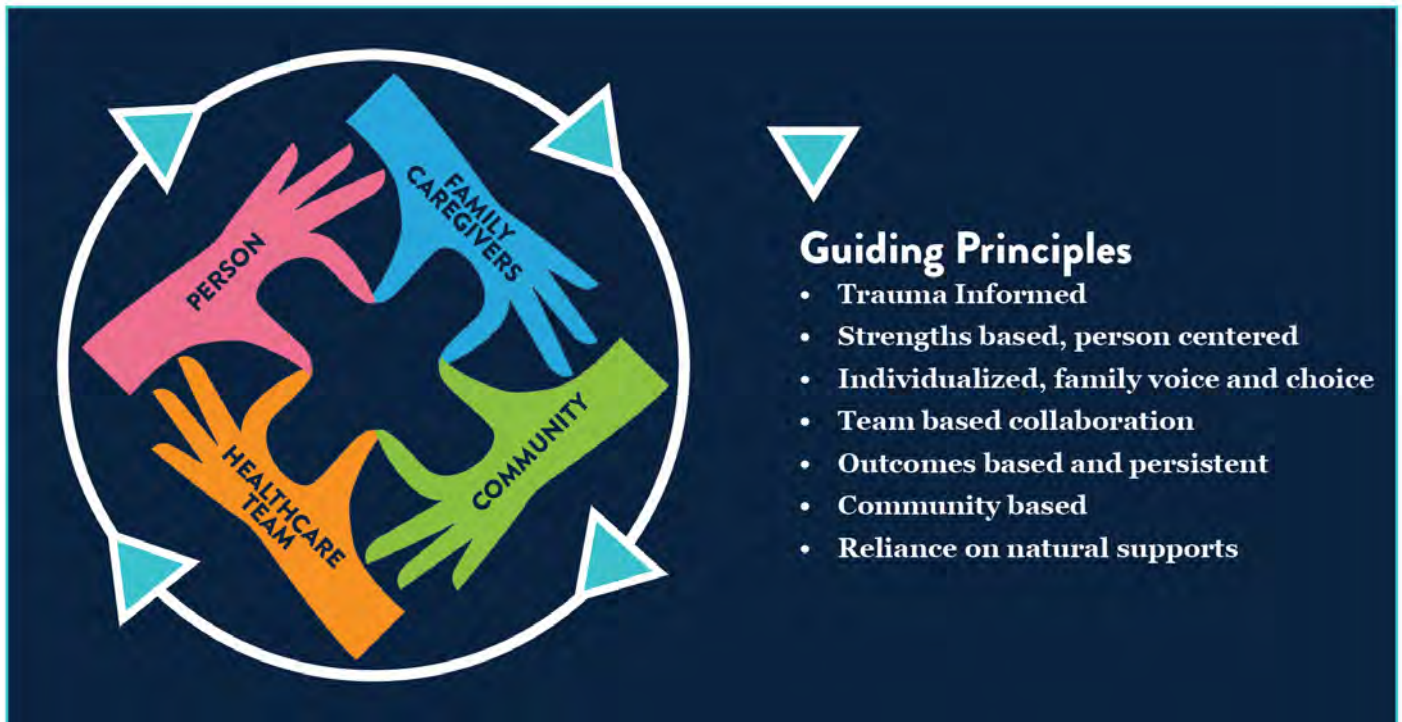 PERSON
FAMILY
CAREGIVERS
HEALTHCARE
TEAM
COMMUNITY
Guiding Principles
• Trauma Informed
• Strengths based, person centered
• Individualized, family voice and choice
• Team based collaboration
• Outcomes based and persistent
• Community based
• Reliance on natural supports